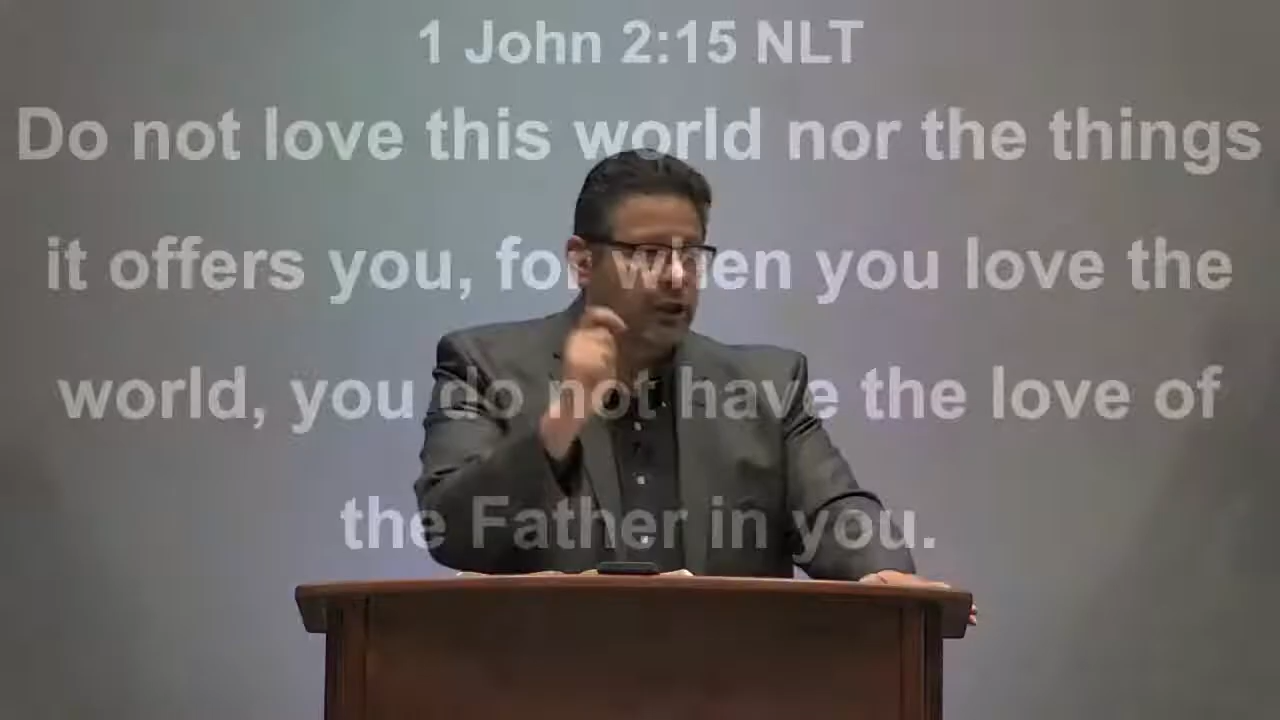 1 John 2:15 NLT
Do not love this world nor the things
it offers you, for when you love the
world, you do not have the love of
the Father in you.